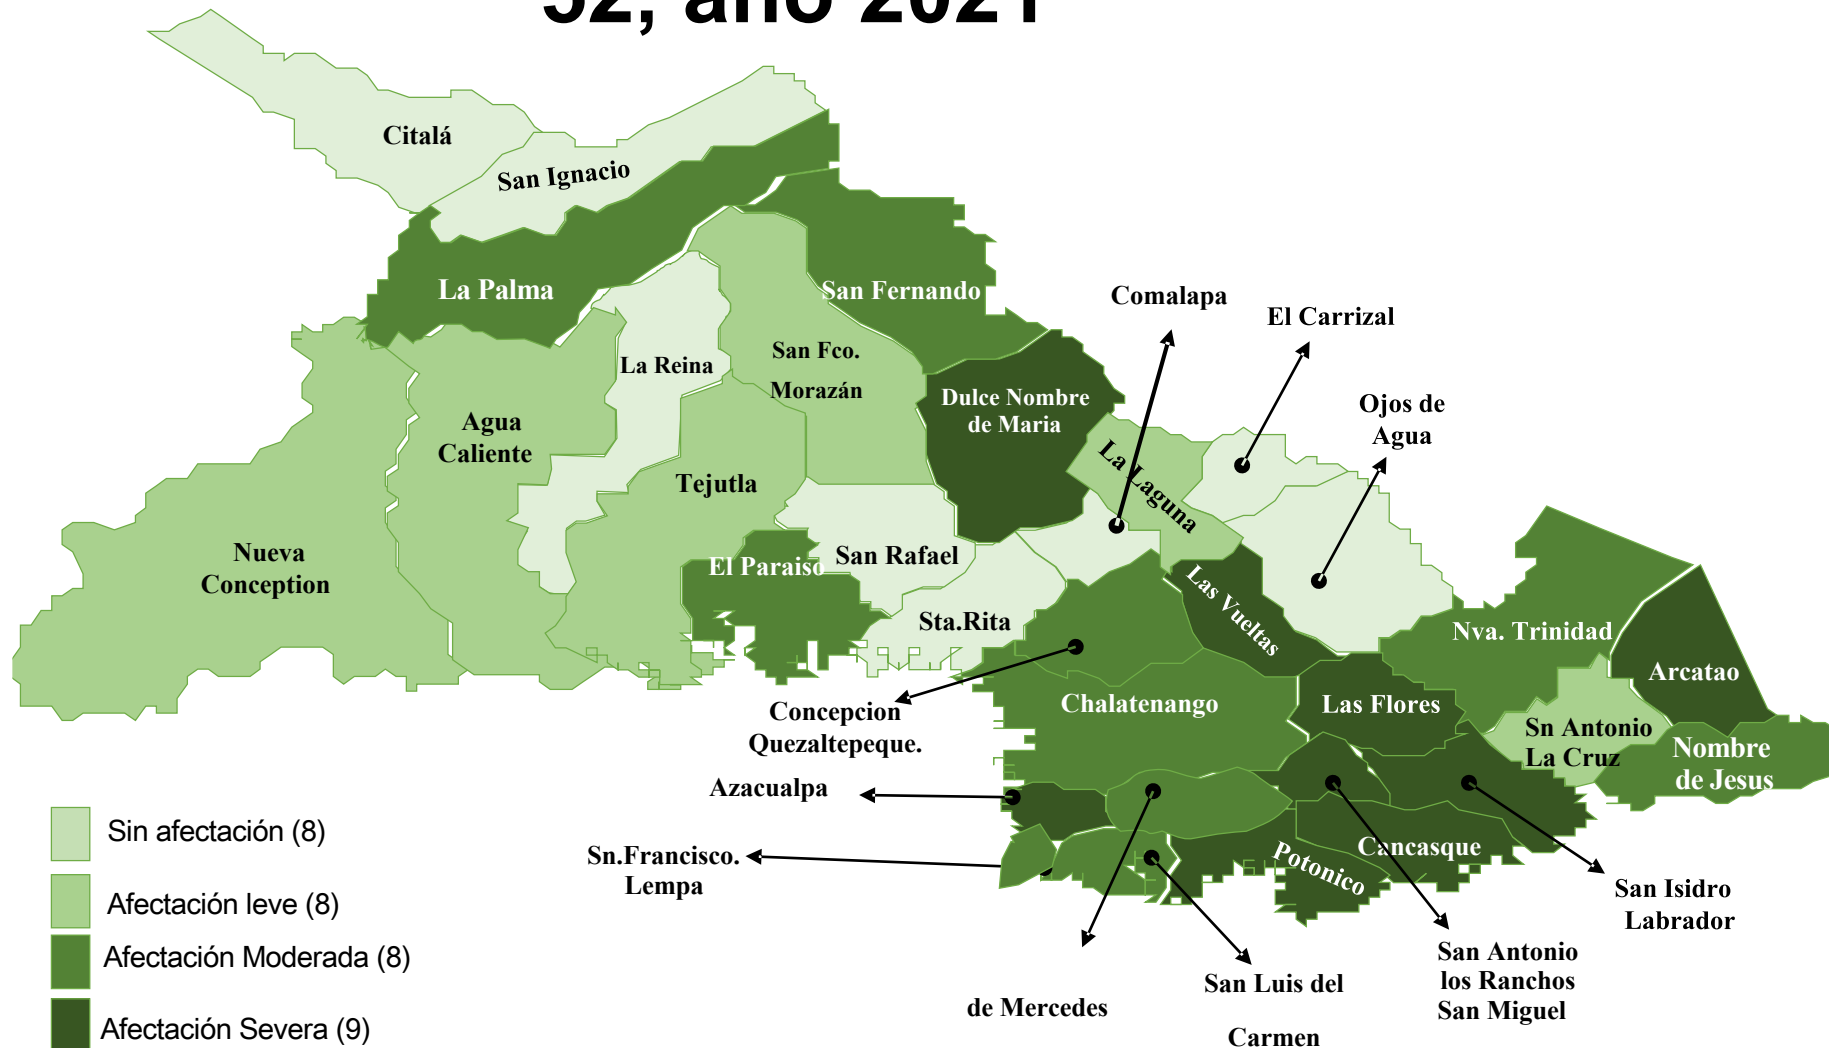 52, año 2021
Citalá
San Ignacio
La Palma
San Fernando
Comalapa
El Carrizal
La Reina
San Fco.
Morazán
Dulce Nombre
de Maria
Ojos de
Agua
Agua
Caliente
La Laguna
Tejutla
Nueva
Conception
El Paraiso
San Rafael
Las Vueltas
Sta.Rita
Nva. Trinidad
Arcatao
Chalatenango
Las Flores
Concepcion
Quezaltepeque.
Sn Antonio
La Cruz
Nombre
de Jesus
Azacualpa
Sn.Francisco.
Lempa
Potonico
Cancasque
San Isidro
Labrador
San Antonio
los Ranchos
San Miguel
de Mercedes
San Luis del
Carmen
Sin afectación (8)
Afectación leve (8)
Afectación Moderada (8)
Afectación Severa (9)